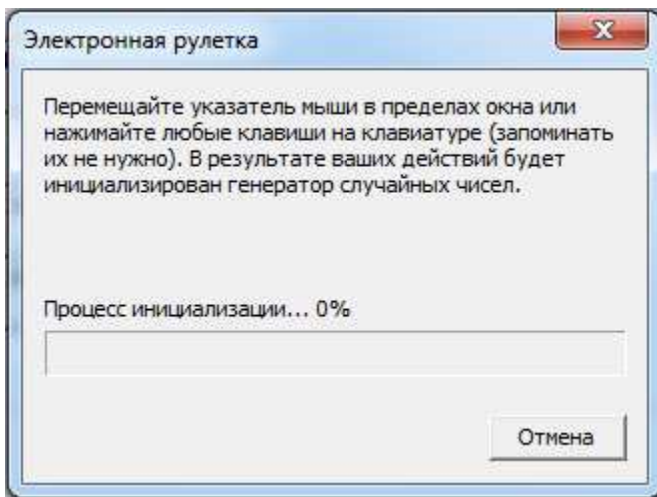 Электронная рулетка
Перемещайте указатель мыши в пределах окна или
нажимайте любые клавиши на клавиатуре (запоминать
их не нужно). В результате ваших действий будет
инициализирован генератор случайных чисел.
Процесс инициализации... 0%
Отмена